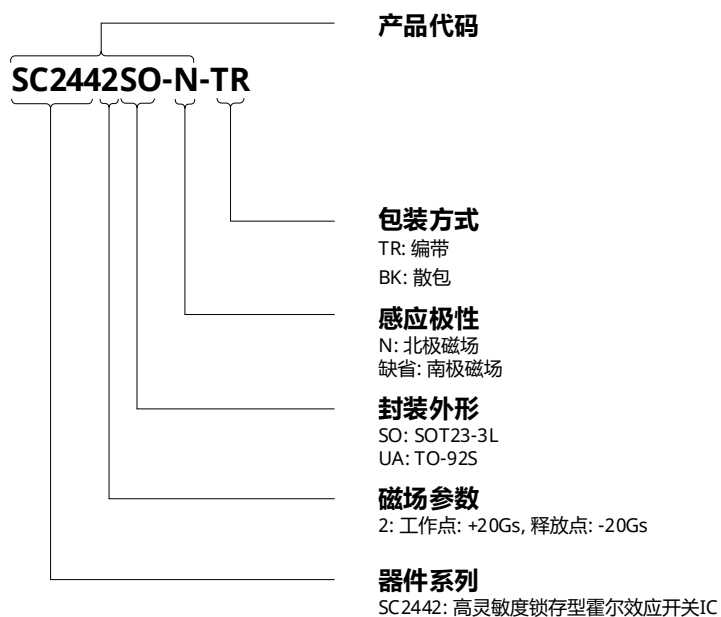 产品代码
SC2442SO-N-TR
包装方式
TR: 编带
BK: 散包
感应极性
N: 北极磁场
缺省: 南极磁场
封装外形
SO: SOT23-3L
UA: TO-92S
磁场参数
2: 工作点: +20Gs, 释放点: -20Gs
器件系列
SC2442: 高灵敏度锁存型霍尔效应开关IC